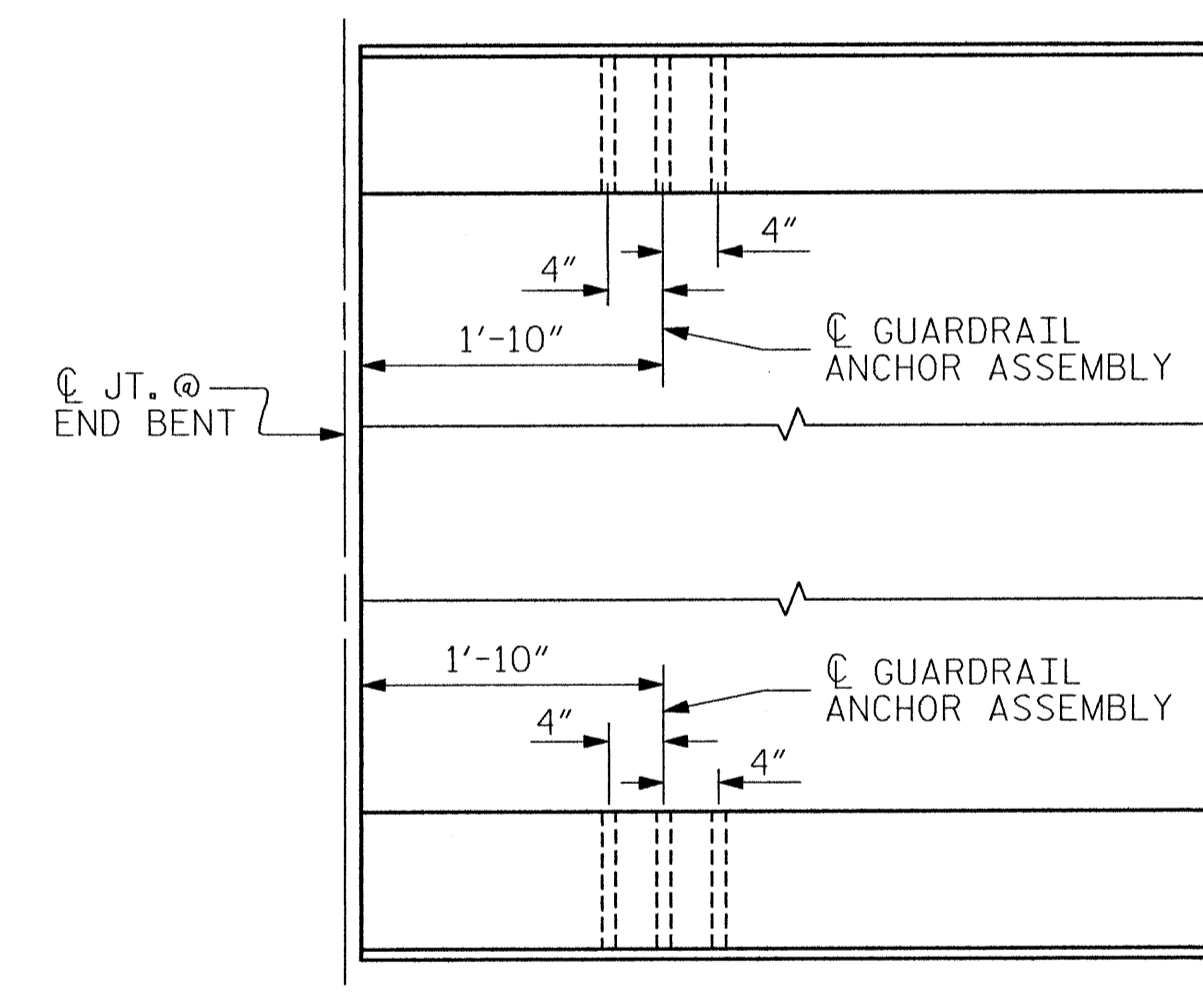 4"
4"
1'-10"
℄ GUARDRAIL
ANCHOR ASSEMBLY
℄ JT. @
END BENT
1'-10"
℄ GUARDRAIL
ANCHOR ASSEMBLY
4"
4"